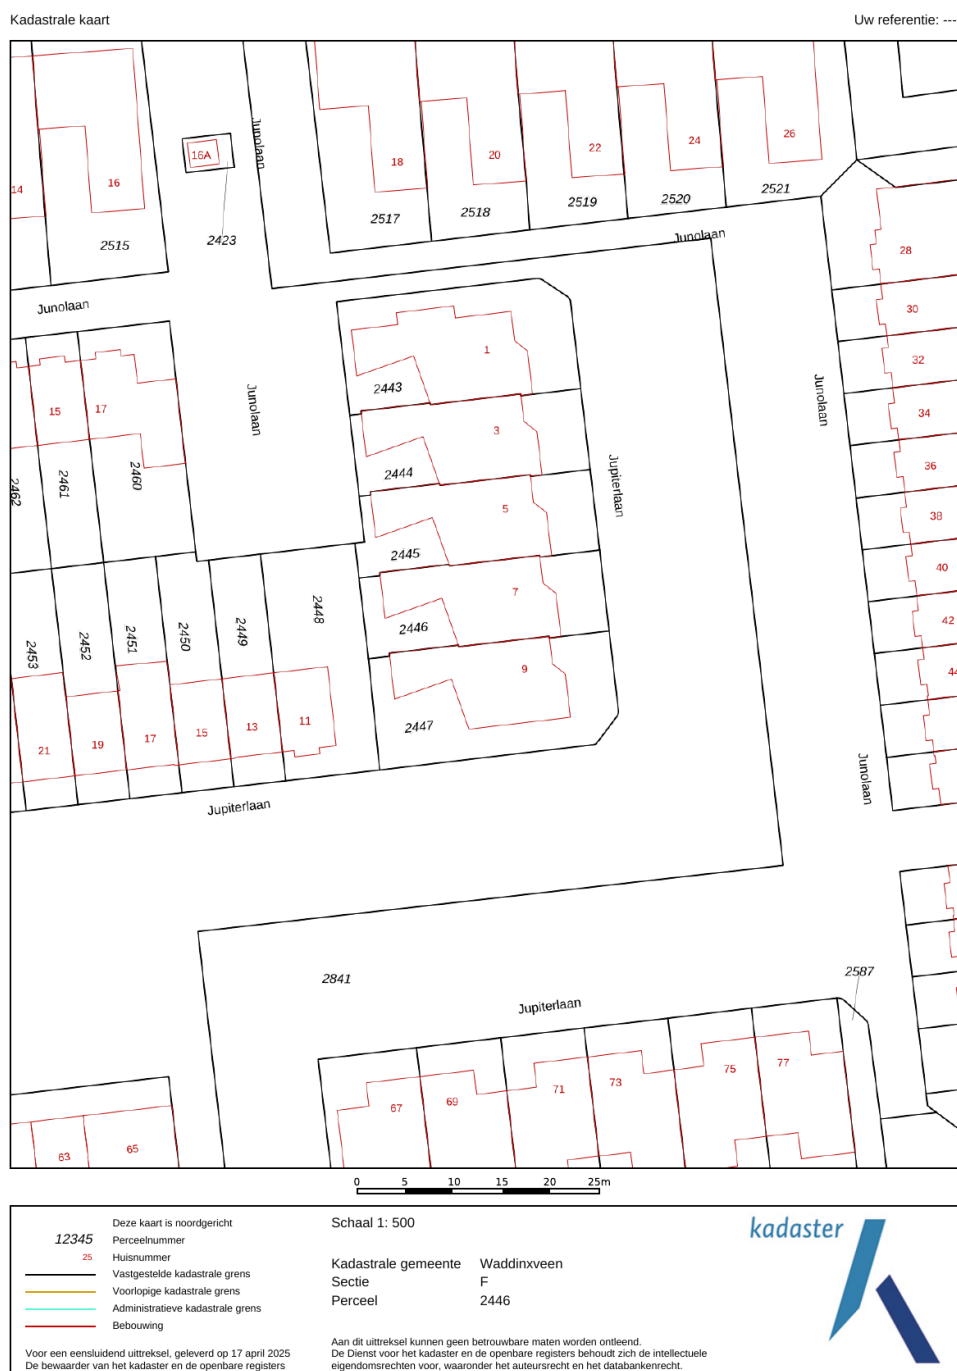 Kadastrale kaart
Uw referentie: ---
Junolaan
16A
14
16
18
20
22
24
26
2515
2423
2517
2518
2519
2520
2521
Junolaan
28
Junolaan
30
1
32
2443
15
17
Junolaan
Junolaan
34
3
36
2462
2461
2460
2444
Jupiterlaan
5
38
2445
40
7
2453
2452
2451
2450
2449
2448
2446
42
9
44
2447
21
19
17
15
13
11
Junolaan
Jupiterlaan
2841
2587
Jupiterlaan
67
69
71
73
75
77
63
65
0 5 10 15 20 25m
Deze kaart is noordgericht
12345 Perceelnummer
25 Huisnummer
Vastgestelde kadastrale grens
Voorlopige kadastrale grens
Administratieve kadastrale grens
Bebouwing
Voor een eensluidend uittreksel, geleverd op 17 april 2025
De bewaarder van het kadaster en de openbare registers
Schaal 1: 500
Kadastrale gemeente Waddinxveen
Sectie F
Perceel 2446
Aan dit uittreksel kunnen geen betrouwbare maten worden ontleend.
De Dienst voor het kadaster en de openbare registers behoudt zich de intellectuele
eigendomsrechten voor, waaronder het auteursrecht en het databankenrecht.
kadaster